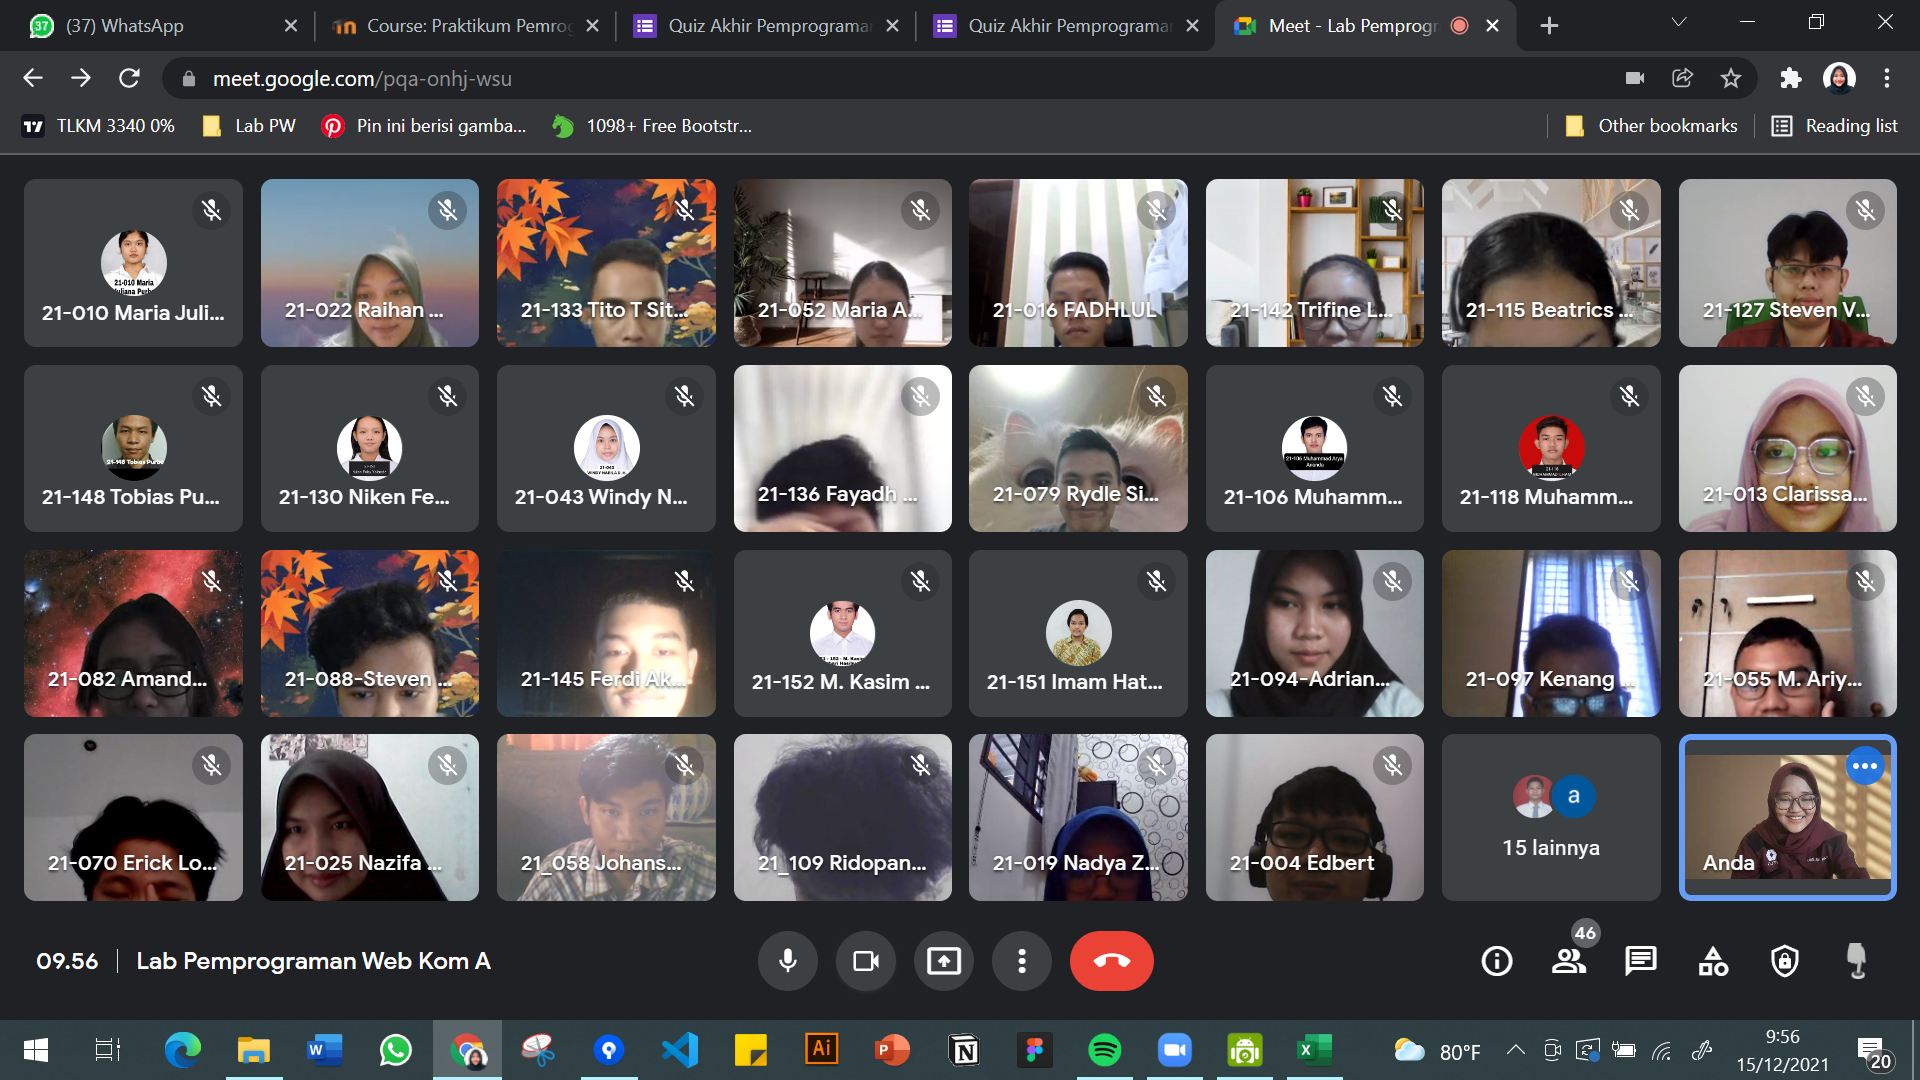 37 (37) WhatsApp
Course: Praktikum Pemrog
Quiz Akhir Pemprograman
Quiz Akhir Pemprograman
Meet - Lab Pemprogr
meet.google.com/pqa-onhj-wsu
TLKM 3340 0%
Lab PW
Pin ini berisi gamba...
1098+ Free Bootstr...
Other bookmarks
Reading list
21-010 Maria Juli...
21-022 Raihan ...
21-133 Tito T Sit...
21-052 Maria A...
21-016 FADHLUL
21-142 Trifine L...
21-115 Beatrics ...
21-127 Steven V...
21-148 Tobias Pu...
21-130 Niken Fe...
21-043 Windy N...
21-136 Fayadh ...
21-079 Rydle Si...
21-106 Muhamm...
21-118 Muhamm...
21-013 Clarissa...
21-082 Amand...
21-088-Steven ...
21-145 Ferdi Ak...
21-152 M. Kasim ...
21-151 Imam Hat...
21-094-Adrian...
21-097 Kenang ...
21-055 M. Ariy...
21-070 Erick Lo...
21-025 Nazifa ...
21_058 Johans...
21_109 Ridopan...
21-019 Nadya Z...
21-004 Edbert
a
15 lainnya
Anda
09.56
Lab Pemprograman Web Kom A
46
80°F
9:56
15/12/2021
20